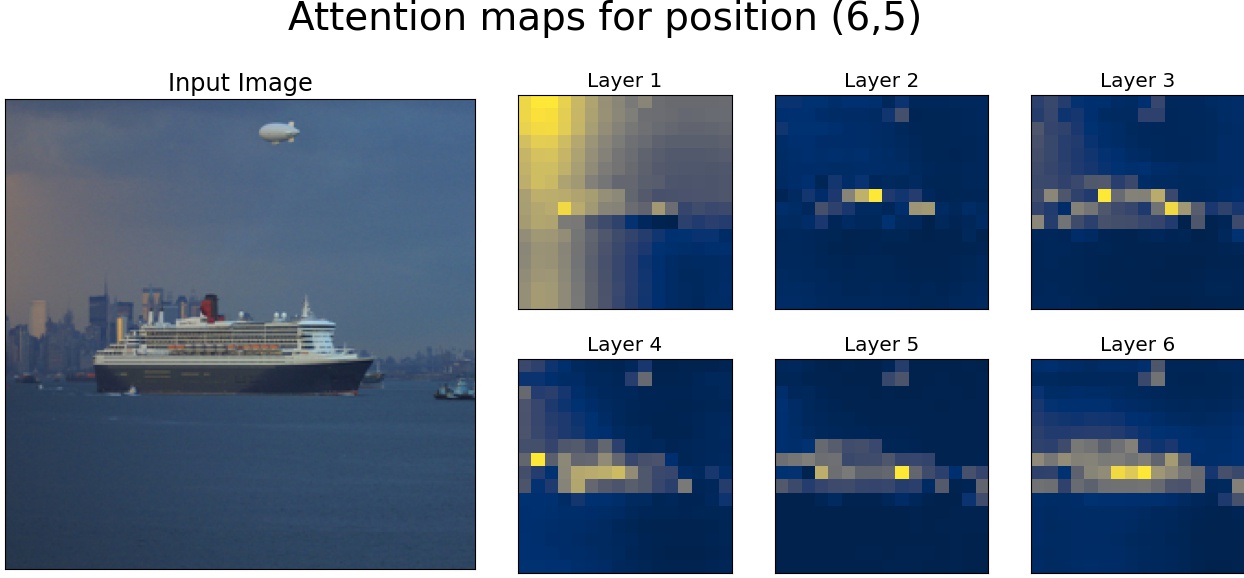 Attention maps for position (6,5)
Input Image
Layer 1
Layer 2
Layer 3
Layer 4
Layer 5
Layer 6